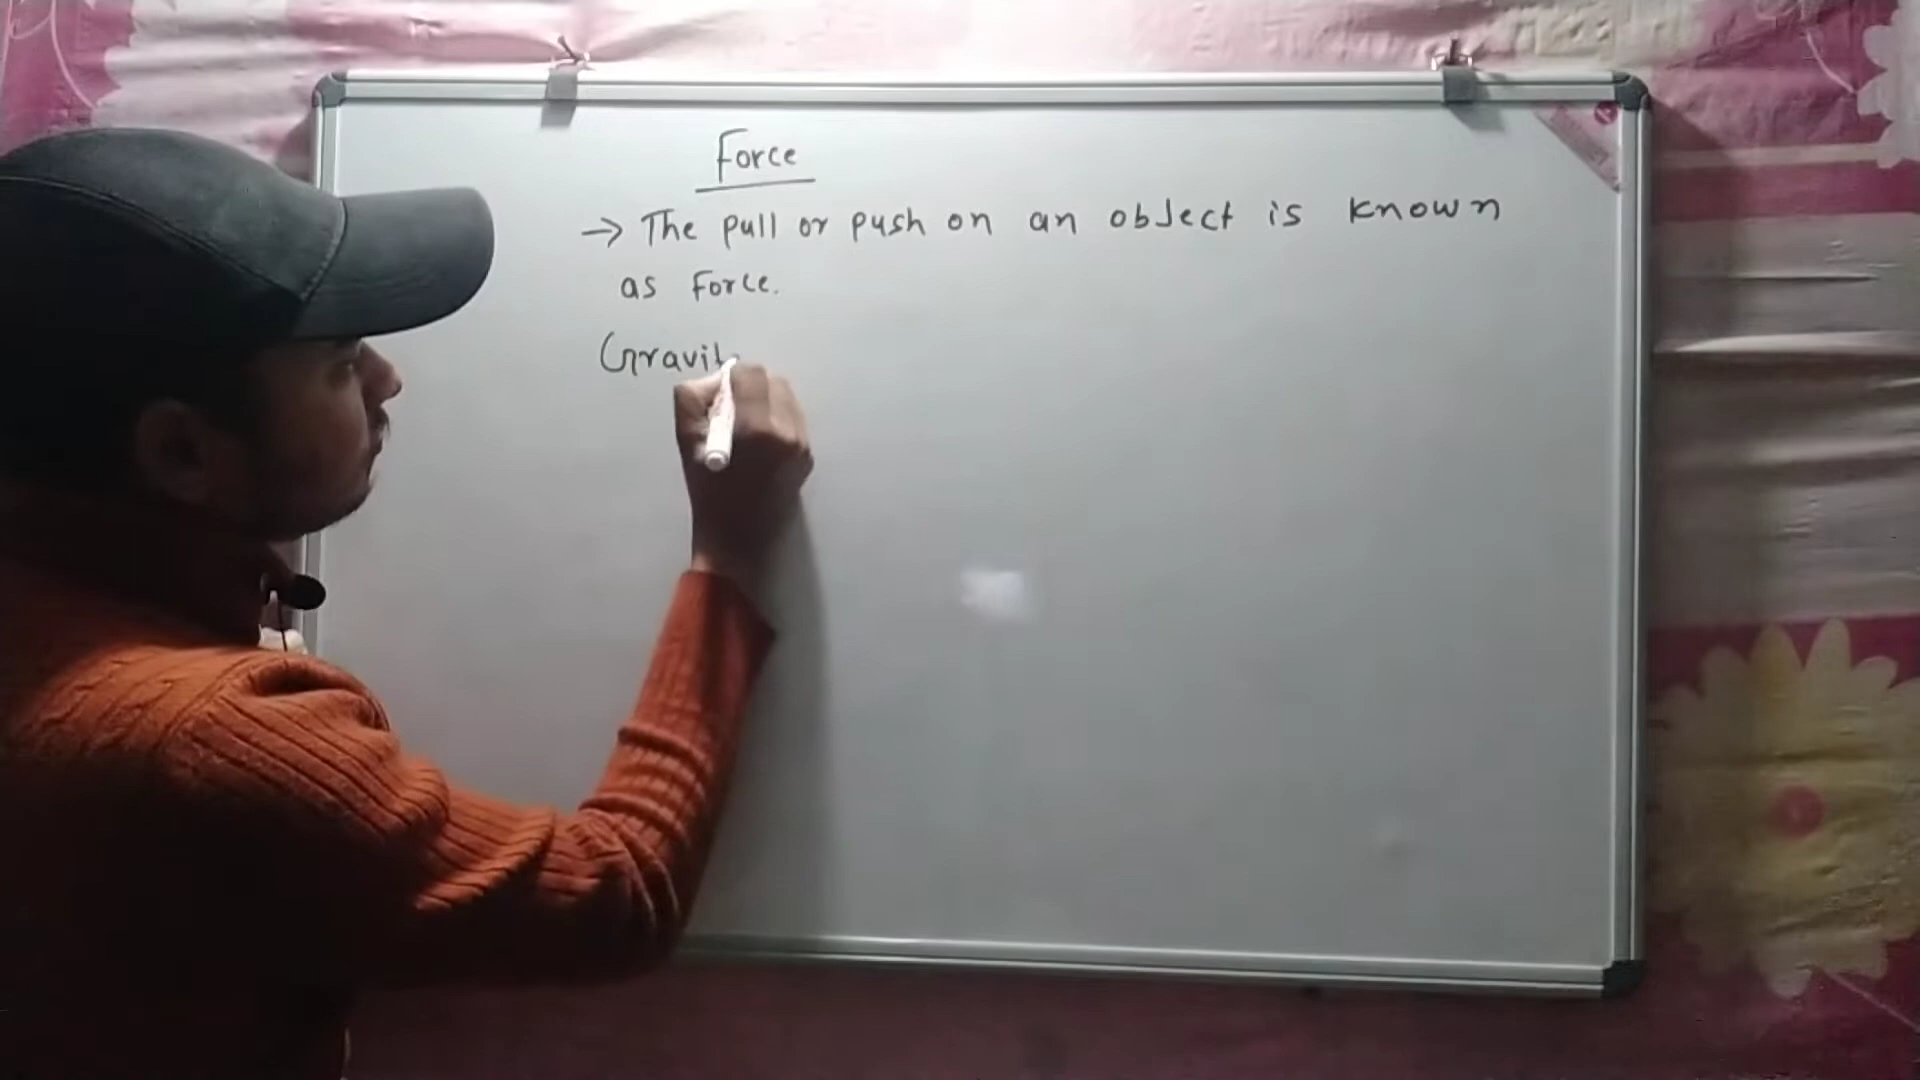 Force
→ The pull or push on an object is known
as Force.
Gravit